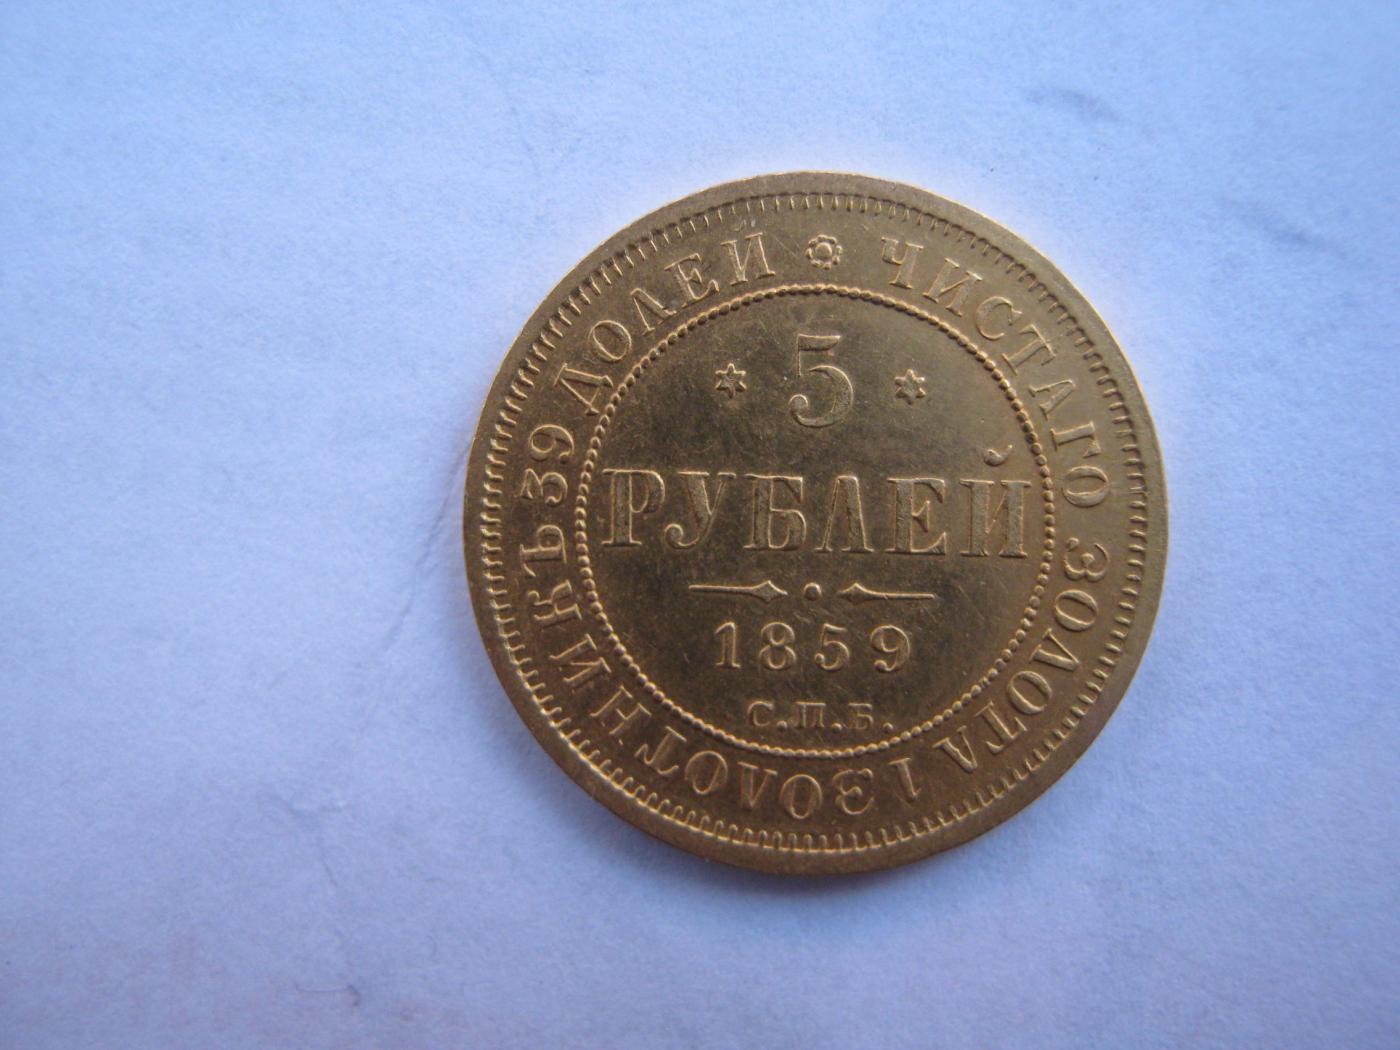 ЧИСТАГО ЗОЛОТА 1 ЗОЛОТНИКЪ 39 ДОЛЕЙ
5
РУБЛЕЙ
1859
С.П.Б.